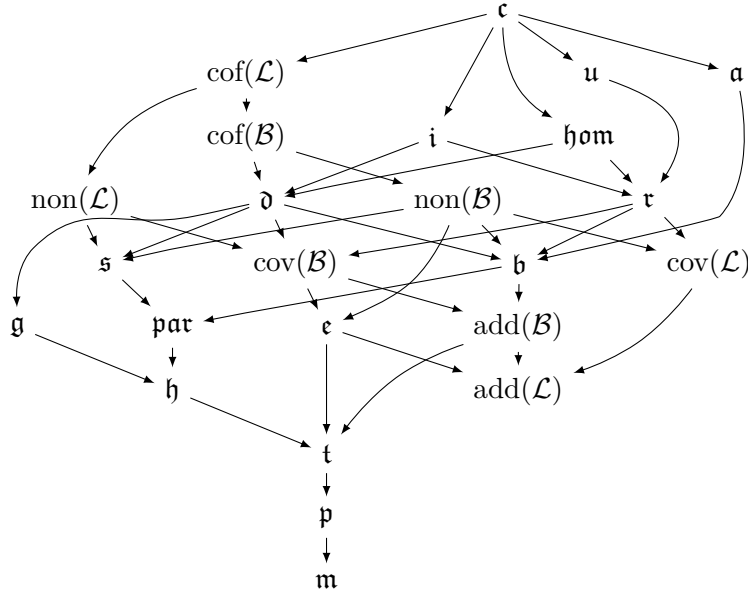 𝔠
cof(ℒ) 𝔲 𝔞
cof(ℬ) 𝔦 𝔥𝔬𝔪
non(ℒ) 𝔡 non(ℬ) 𝔯
𝔰 cov(ℬ) 𝔟 cov(ℒ)
𝔤 𝔭𝔞𝔯 𝔢 add(ℬ)
𝔥 add(ℒ)
𝔱
𝔭
𝔪